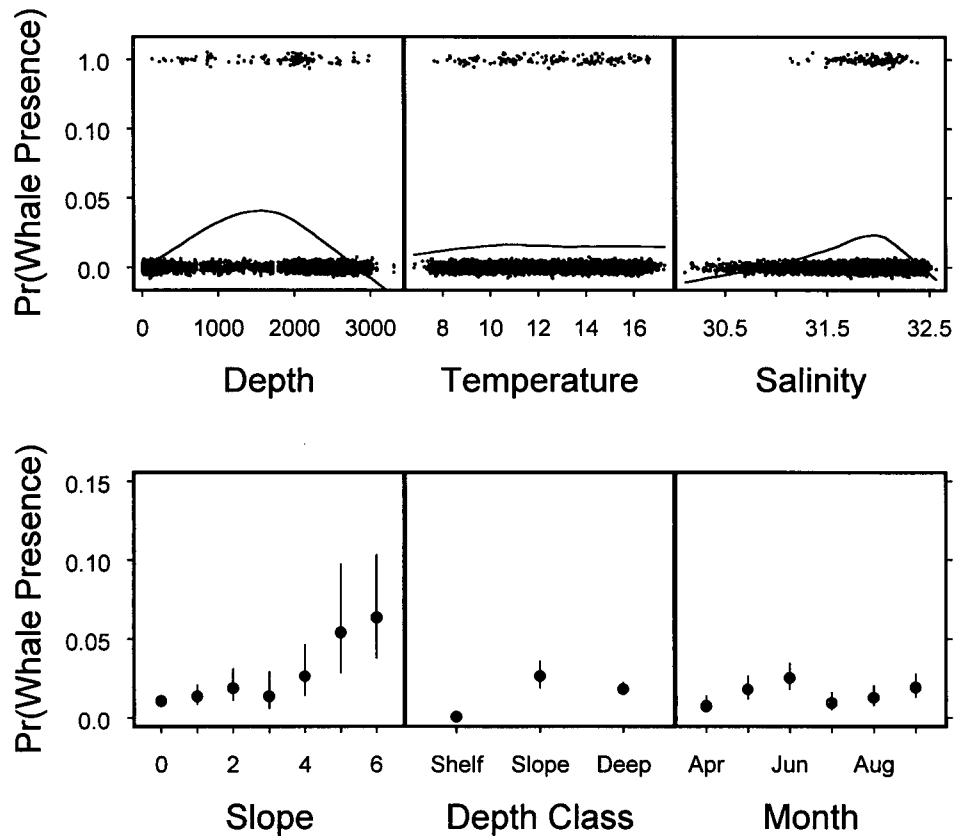 Pr(Whale Presence)
1.0
0.10
0.05
0.0
0 1000 2000 3000
8 10 12 14 16
30.5 31.5 32.5
Depth
Temperature
Salinity
Pr(Whale Presence)
0.15
0.10
0.05
0.0
0 2 4 6
Shelf Slope Deep
Apr Jun Aug
Slope
Depth Class
Month